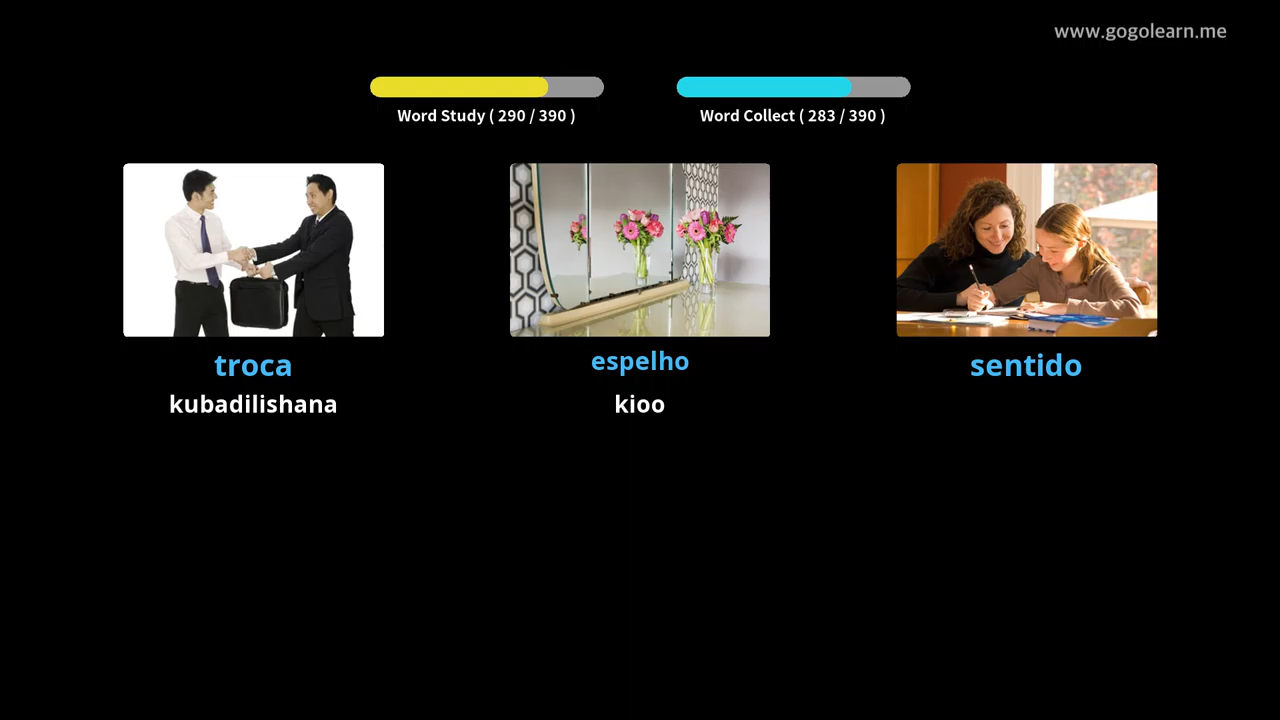 www.gogolearn.me
Word Study ( 290 / 390 )
Word Collect ( 283 / 390 )
troca
kubadilishana
espelho
kioo
sentido